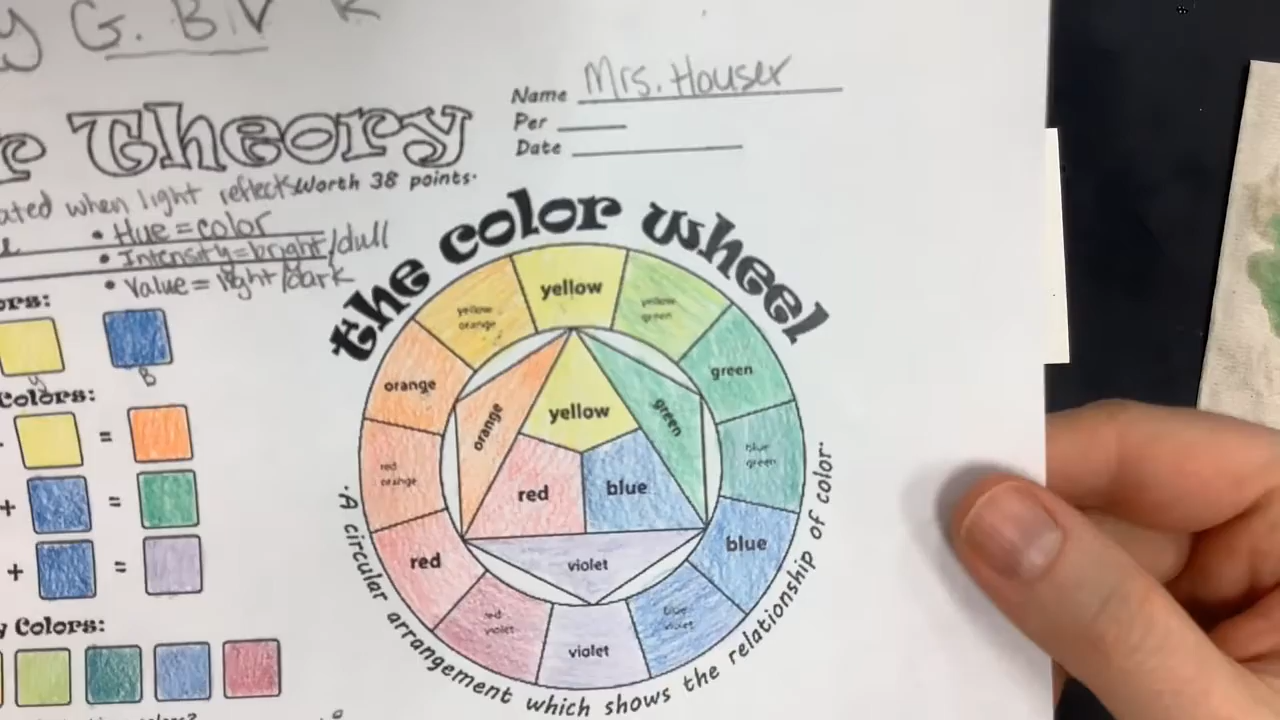 y G. B V
Name Mrs. Houser
Per
Date
r Theory
Worth 38 points.
ated when light reflects
• Hue = color
• Intensity = bright/dull
• Value = light/dark
the color wheel
ors:
y
B
Colors:
=
+ =
+ =
y Colors:
yellow
yellow green
green
blue green
blue
blue violet
violet
red violet
red
red orange
orange
yellow orange
yellow
orange
green
red
blue
violet
.A circular arrangement which shows the relationship of color.
colors?